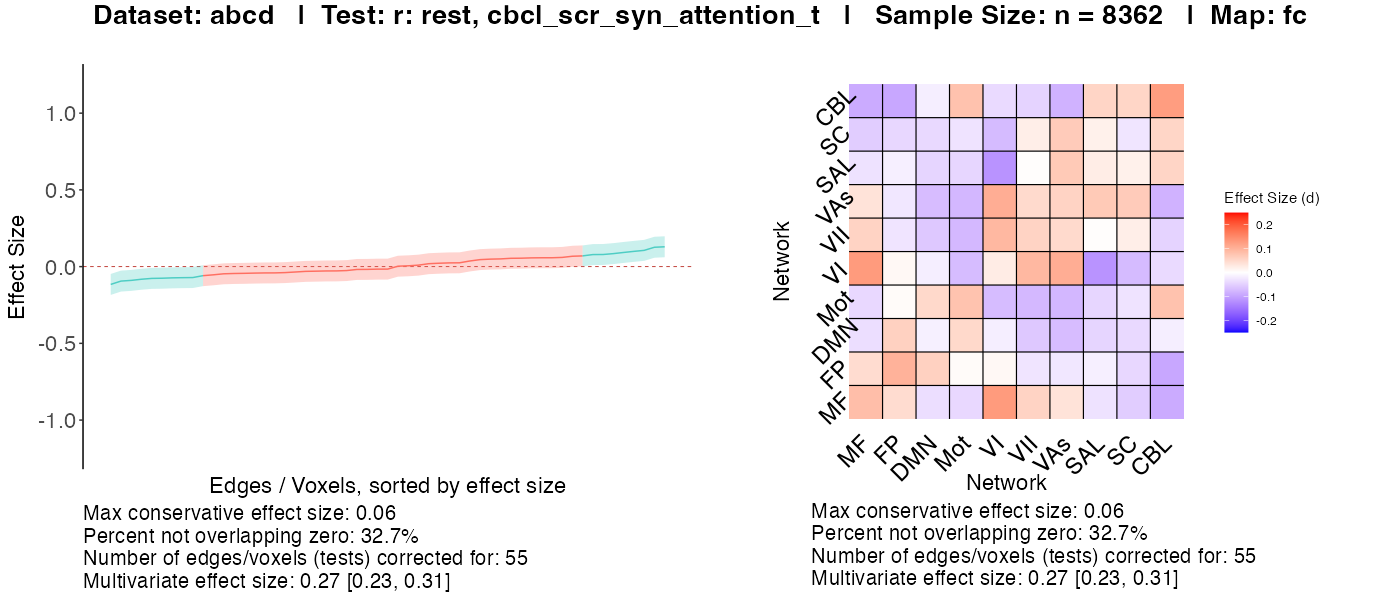 Dataset: abcd | Test: r: rest, cbcl_scr_syn_attention_t | Sample Size: n = 8362 | Map: fc
Effect Size
1.0
0.5
0.0
-0.5
-1.0
Edges / Voxels, sorted by effect size
Max conservative effect size: 0.06
Percent not overlapping zero: 32.7%
Number of edges/voxels (tests) corrected for: 55
Multivariate effect size: 0.27 [0.23, 0.31]
Network
CBL
SC
SAL
VAs
VII
VI
Mot
DMN
FP
MF
MF FP DMN Mot VI VII VAs SAL SC CBL
Network
Effect Size (d)
0.2
0.1
0.0
-0.1
-0.2
Max conservative effect size: 0.06
Percent not overlapping zero: 32.7%
Number of edges/voxels (tests) corrected for: 55
Multivariate effect size: 0.27 [0.23, 0.31]